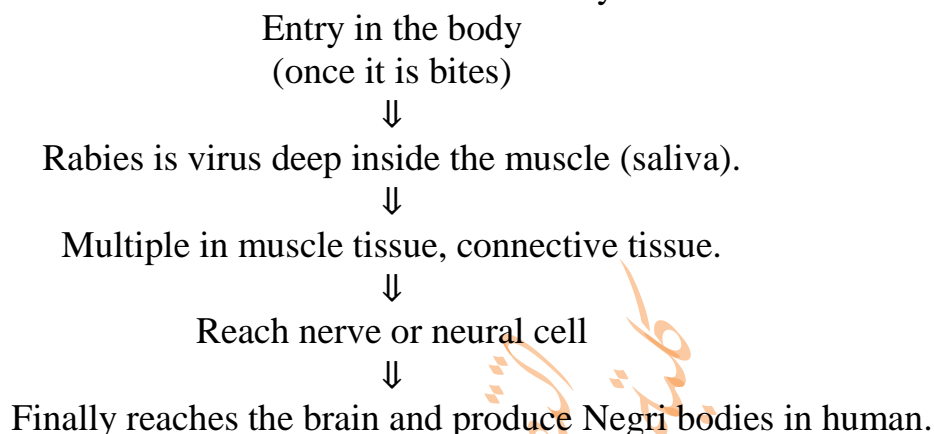 Entry in the body
(once it is bites)
⇓
Rabies is virus deep inside the muscle (saliva).
⇓
Multiple in muscle tissue, connective tissue.
⇓
Reach nerve or neural cell
⇓
Finally reaches the brain and produce Negri bodies in human.